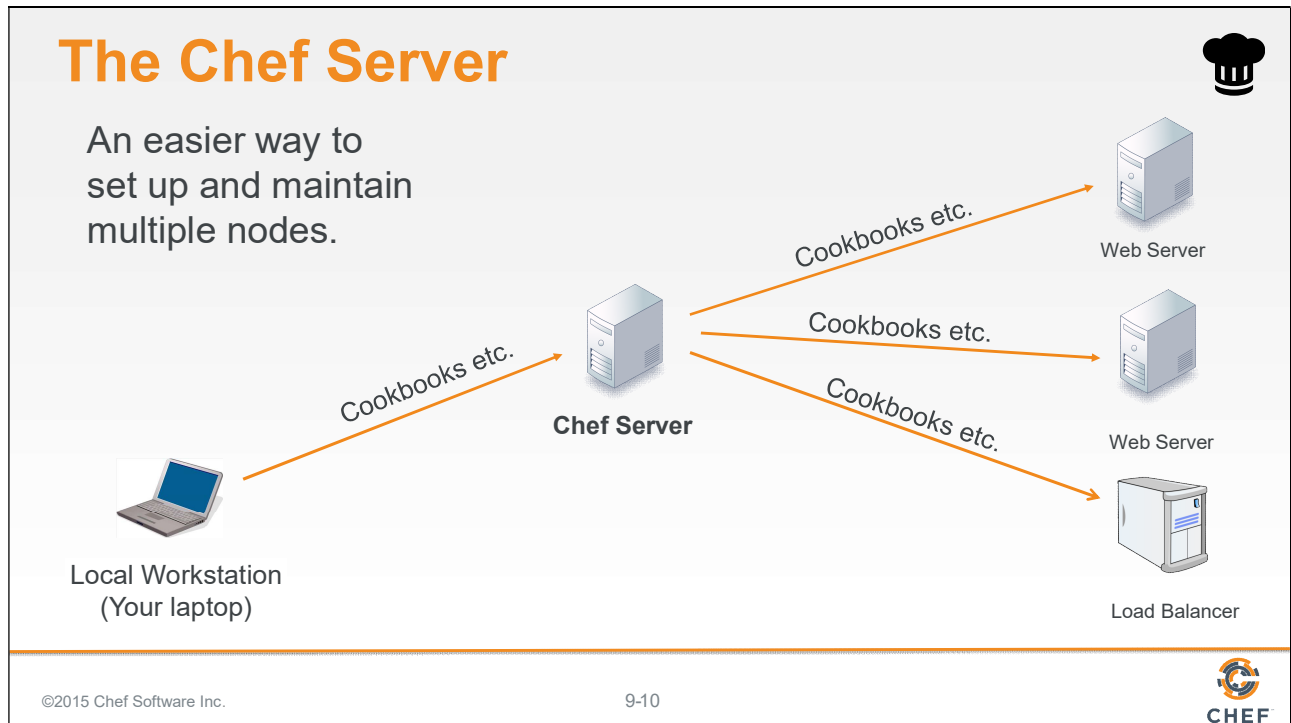 The Chef Server
An easier way to
set up and maintain
multiple nodes.
Cookbooks etc.
Web Server
Cookbooks etc.
Web Server
Cookbooks etc.
Chef Server
Cookbooks etc.
Local Workstation
(Your laptop)
Load Balancer
©2015 Chef Software Inc.
9-10
CHEF